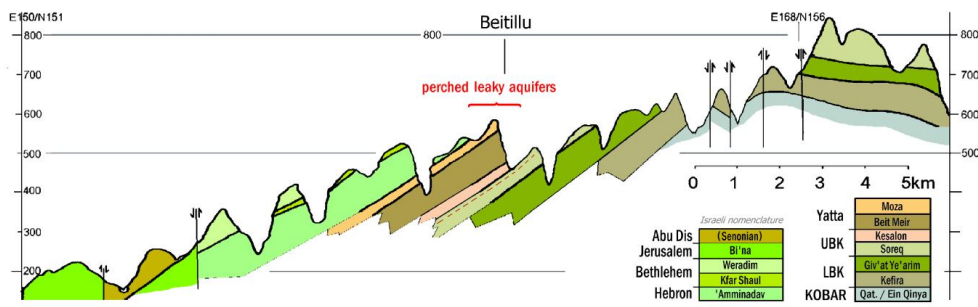 Beitillu
E150/N151
E168/N156
800
800
800
perched leaky aquifers
700
700
600
600
500
500
400
300
200
0 1 2 3 4 5km
Israeli nomenclature
Abu Dis (Senonian)
Jerusalem Bi'na
Bethlehem Weradim
Kfar Shaul
Hebron 'Amminadav
Yatta Moza
Beit Meir
UBK Kesalon
Soreq
LBK Giv'at Ye'arim
Kefira
KOBAR Qat. / Ein Qinya